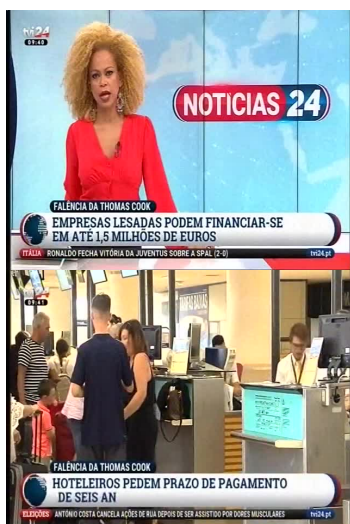 tvi24
09:40
NOTÍCIAS 24
FALÊNCIA DA THOMAS COOK
EMPRESAS LESADAS PODEM FINANCIAR-SE
EM ATÉ 1,5 MILHÕES DE EUROS
ITÁLIA RONALDO FECHA VITÓRIA DA JUVENTUS SOBRE A SPAL (2-0) tvi24.pt
09:41
FALÊNCIA DA THOMAS COOK
HOTELEIROS PEDEM PRAZO DE PAGAMENTO
DE SEIS AN
ELEIÇÕES ANTÓNIO COSTA CANCELA AÇÕES DE RUA DEPOIS DE SER ASSISTIDO POR DORES MUSCULARES tvi24.pt